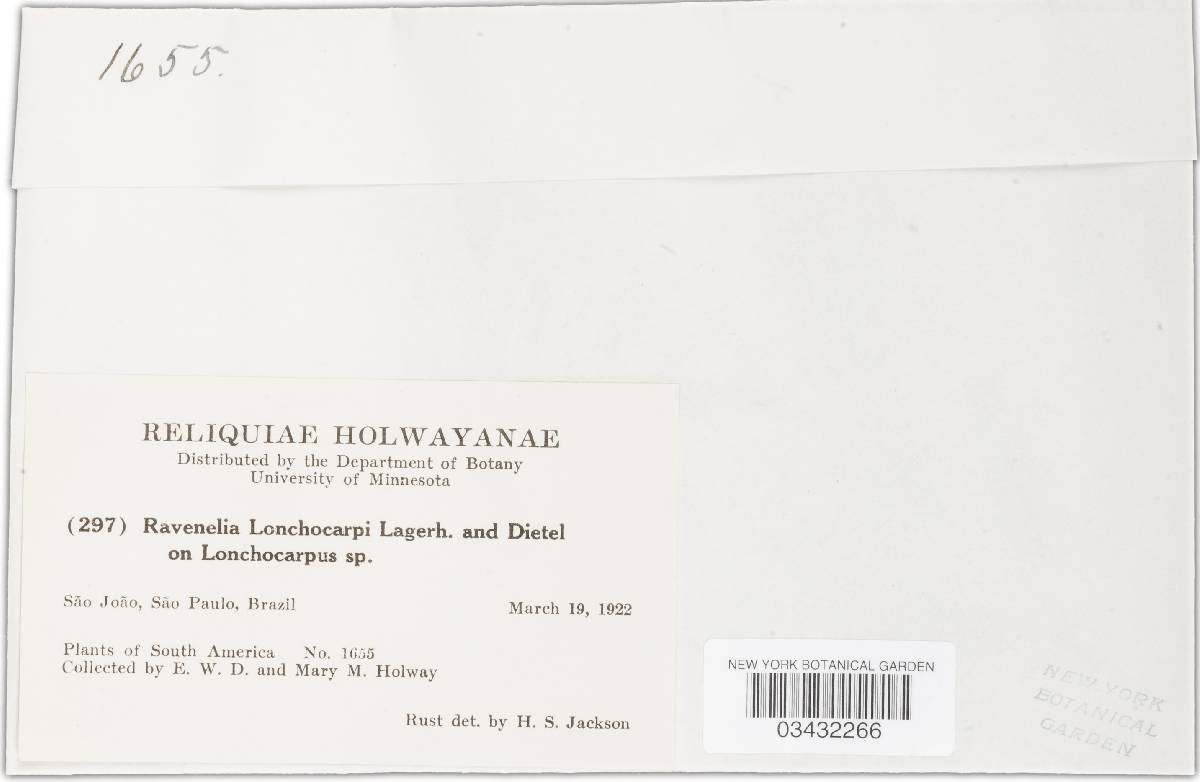 1655.
RELIQUIAE HOLWAYANAE
Distributed by the Department of Botany
University of Minnesota
(297) Ravenelia Lonchocarpi Lagerh. and Dietel
on Lonchocarpus sp.
São João, São Paulo, Brazil March 19, 1922
Plants of South America No. 1655
Collected by E. W. D. and Mary M. Holway
Rust det. by H. S. Jackson
NEW YORK BOTANICAL GARDEN
03432266
NEW YORK
BOTANICAL
GARDEN